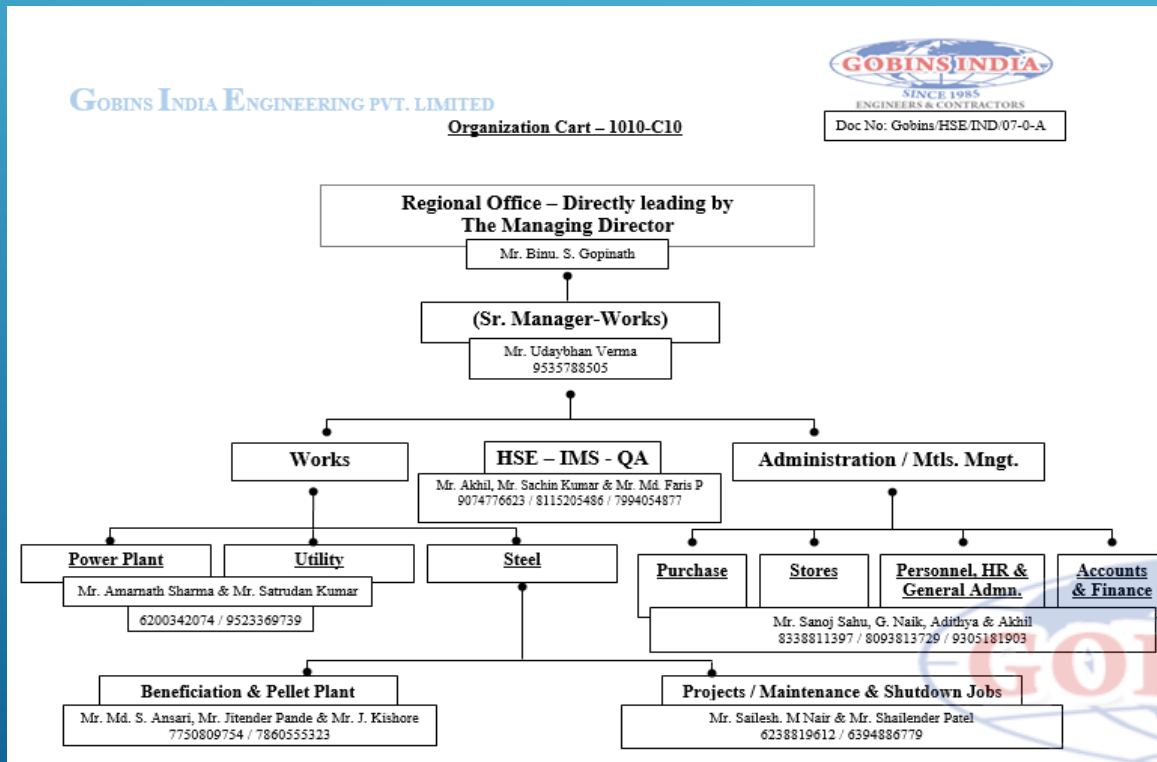 GOBINS INDIA ENGINEERING PVT. LIMITED
GOBINS INDIA
SINCE 1985
ENGINEERS & CONTRACTORS
Organization Cart – 1010-C10
Doc No: Gobins/HSE/IND/07-0-A
Regional Office – Directly leading by
The Managing Director
Mr. Binu. S. Gopinath
(Sr. Manager-Works)
Mr. Udaybhan Verma
9535788505
Works
HSE – IMS - QA
Mr. Akhil, Mr. Sachin Kumar & Mr. Md. Faris P
9074776623 / 8115205486 / 7994054877
Administration / Mtls. Mngt.
Power Plant
Utility
Steel
Mr. Amarnath Sharma & Mr. Satrudan Kumar
6200342074 / 9523369739
Purchase
Stores
Personnel, HR &
General Admn.
Accounts
& Finance
Mr. Sanoj Sahu, G. Naik, Adithya & Akhil
8338811397 / 8093813729 / 9305181903
Beneficiation & Pellet Plant
Mr. Md. S. Ansari, Mr. Jitender Pande & Mr. J. Kishore
7750809754 / 7860555323
Projects / Maintenance & Shutdown Jobs
Mr. Sailesh. M Nair & Mr. Shailender Patel
6238819612 / 6394886779
GO